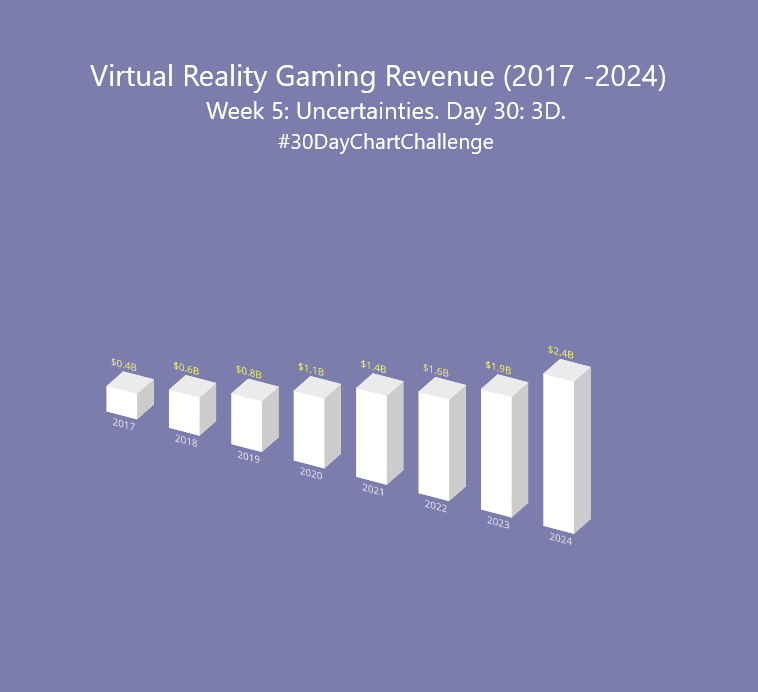 Virtual Reality Gaming Revenue (2017 -2024)
Week 5: Uncertainties. Day 30: 3D.
#30DayChartChallenge
$0.4B
$0.6B
$0.8B
$1.1B
$1.4B
$1.6B
$1.9B
$2.4B
2017
2018
2019
2020
2021
2022
2023
2024